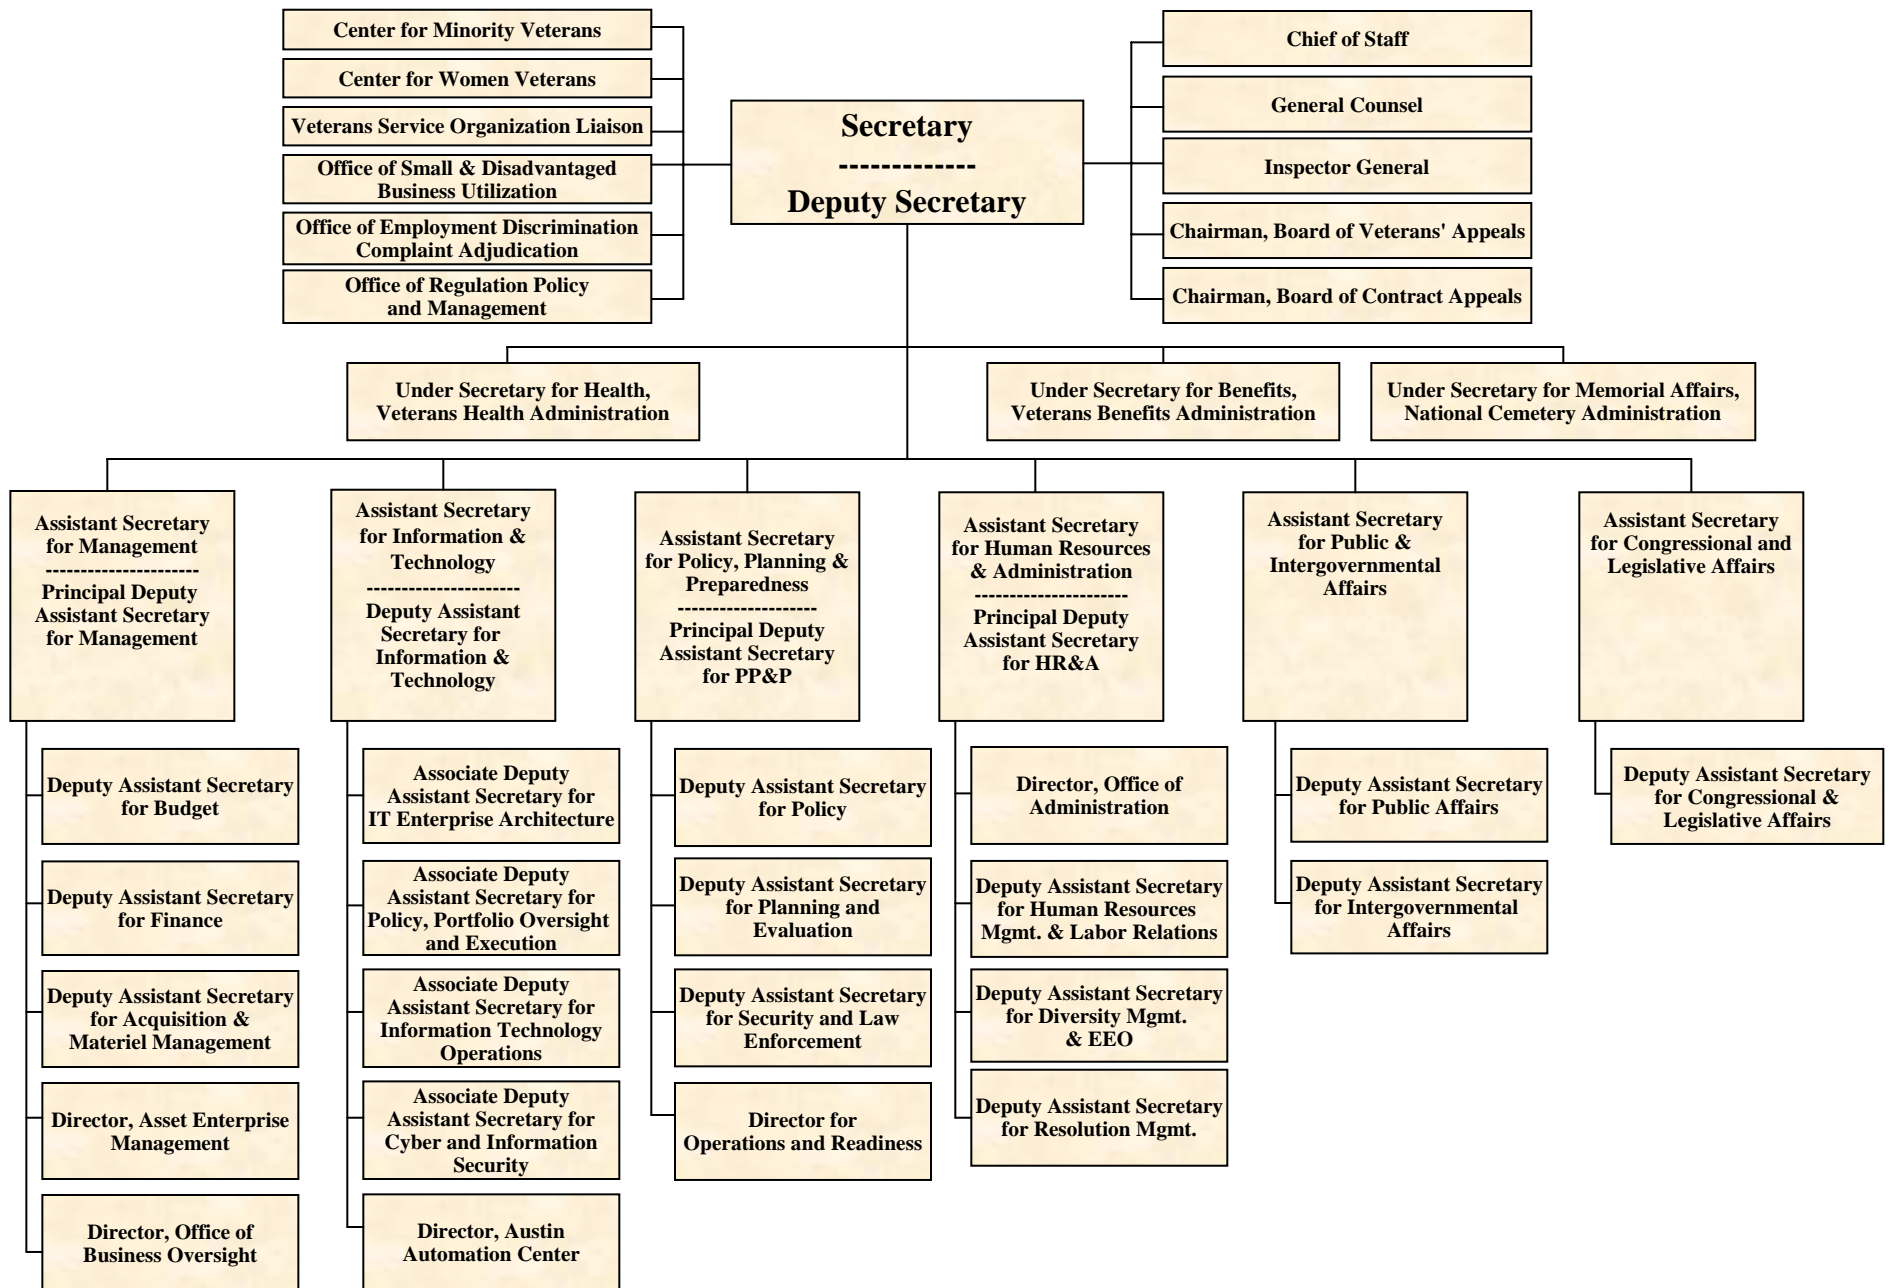 Center for Minority Veterans
Center for Women Veterans
Veterans Service Organization Liaison
Office of Small & Disadvantaged
Business Utilization
Office of Employment Discrimination
Complaint Adjudication
Office of Regulation Policy
and Management
Secretary
-------------
Deputy Secretary
Chief of Staff
General Counsel
Inspector General
Chairman, Board of Veterans' Appeals
Chairman, Board of Contract Appeals
Under Secretary for Health,
Veterans Health Administration
Under Secretary for Benefits,
Veterans Benefits Administration
Under Secretary for Memorial Affairs,
National Cemetery Administration
Assistant Secretary
for Management
----------------------
Principal Deputy
Assistant Secretary
for Management
Deputy Assistant Secretary
for Budget
Deputy Assistant Secretary
for Finance
Deputy Assistant Secretary
for Acquisition &
Materiel Management
Director, Asset Enterprise
Management
Director, Office of
Business Oversight
Assistant Secretary
for Information &
Technology
----------------------
Deputy Assistant
Secretary for
Information &
Technology
Associate Deputy
Assistant Secretary for
IT Enterprise Architecture
Associate Deputy
Assistant Secretary for
Policy, Portfolio Oversight
and Execution
Associate Deputy
Assistant Secretary for
Information Technology
Operations
Associate Deputy
Assistant Secretary for
Cyber and Information
Security
Director, Austin
Automation Center
Assistant Secretary
for Policy, Planning &
Preparedness
--------------------
Principal Deputy
Assistant Secretary
for PP&P
Deputy Assistant Secretary
for Policy
Deputy Assistant Secretary
for Planning and
Evaluation
Deputy Assistant Secretary
for Security and Law
Enforcement
Director for
Operations and Readiness
Assistant Secretary
for Human Resources
& Administration
----------------------
Principal Deputy
Assistant Secretary
for HR&A
Director, Office of
Administration
Deputy Assistant Secretary
for Human Resources
Mgmt. & Labor Relations
Deputy Assistant Secretary
for Diversity Mgmt.
& EEO
Deputy Assistant Secretary
for Resolution Mgmt.
Assistant Secretary
for Public &
Intergovernmental
Affairs
Deputy Assistant Secretary
for Public Affairs
Deputy Assistant Secretary
for Intergovernmental
Affairs
Assistant Secretary
for Congressional and
Legislative Affairs
Deputy Assistant Secretary
for Congressional &
Legislative Affairs